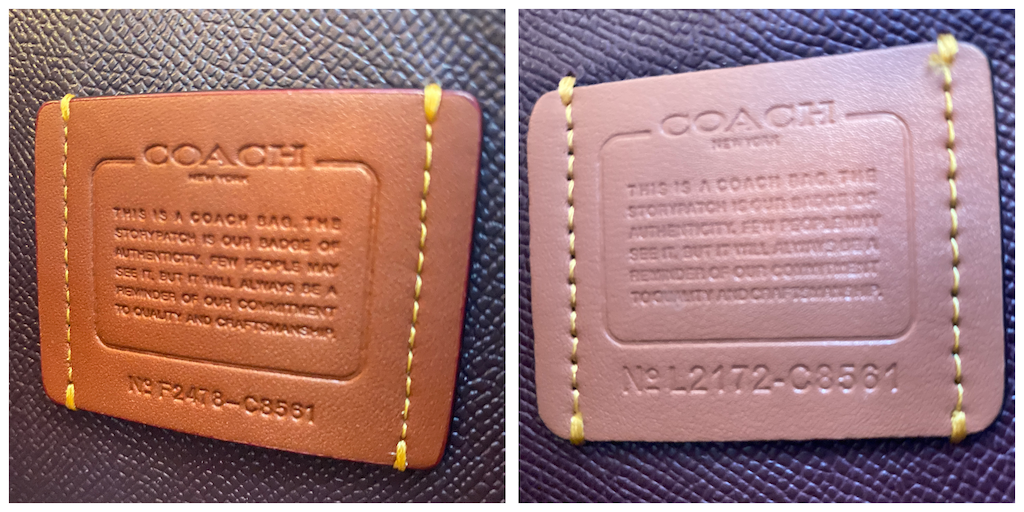 COACH
NEW YORK
THIS IS A COACH BAG. THE
STORYPATCH IS OUR BADGE OF
AUTHENTICITY. FEW PEOPLE MAY
SEE IT, BUT IT WILL ALWAYS BE A
REMINDER OF OUR COMMITMENT
TO QUALITY AND CRAFTSMANSHIP.
Nº F2478-C8561
COACH
NEW YORK
THIS IS A COACH BAG. THE
STORYPATCH IS OUR BADGE OF
AUTHENTICITY. FEW PEOPLE MAY
SEE IT, BUT IT WILL ALWAYS BE A
REMINDER OF OUR COMMITMENT
TO QUALITY AND CRAFTSMANSHIP.
Nº L2172-C8561